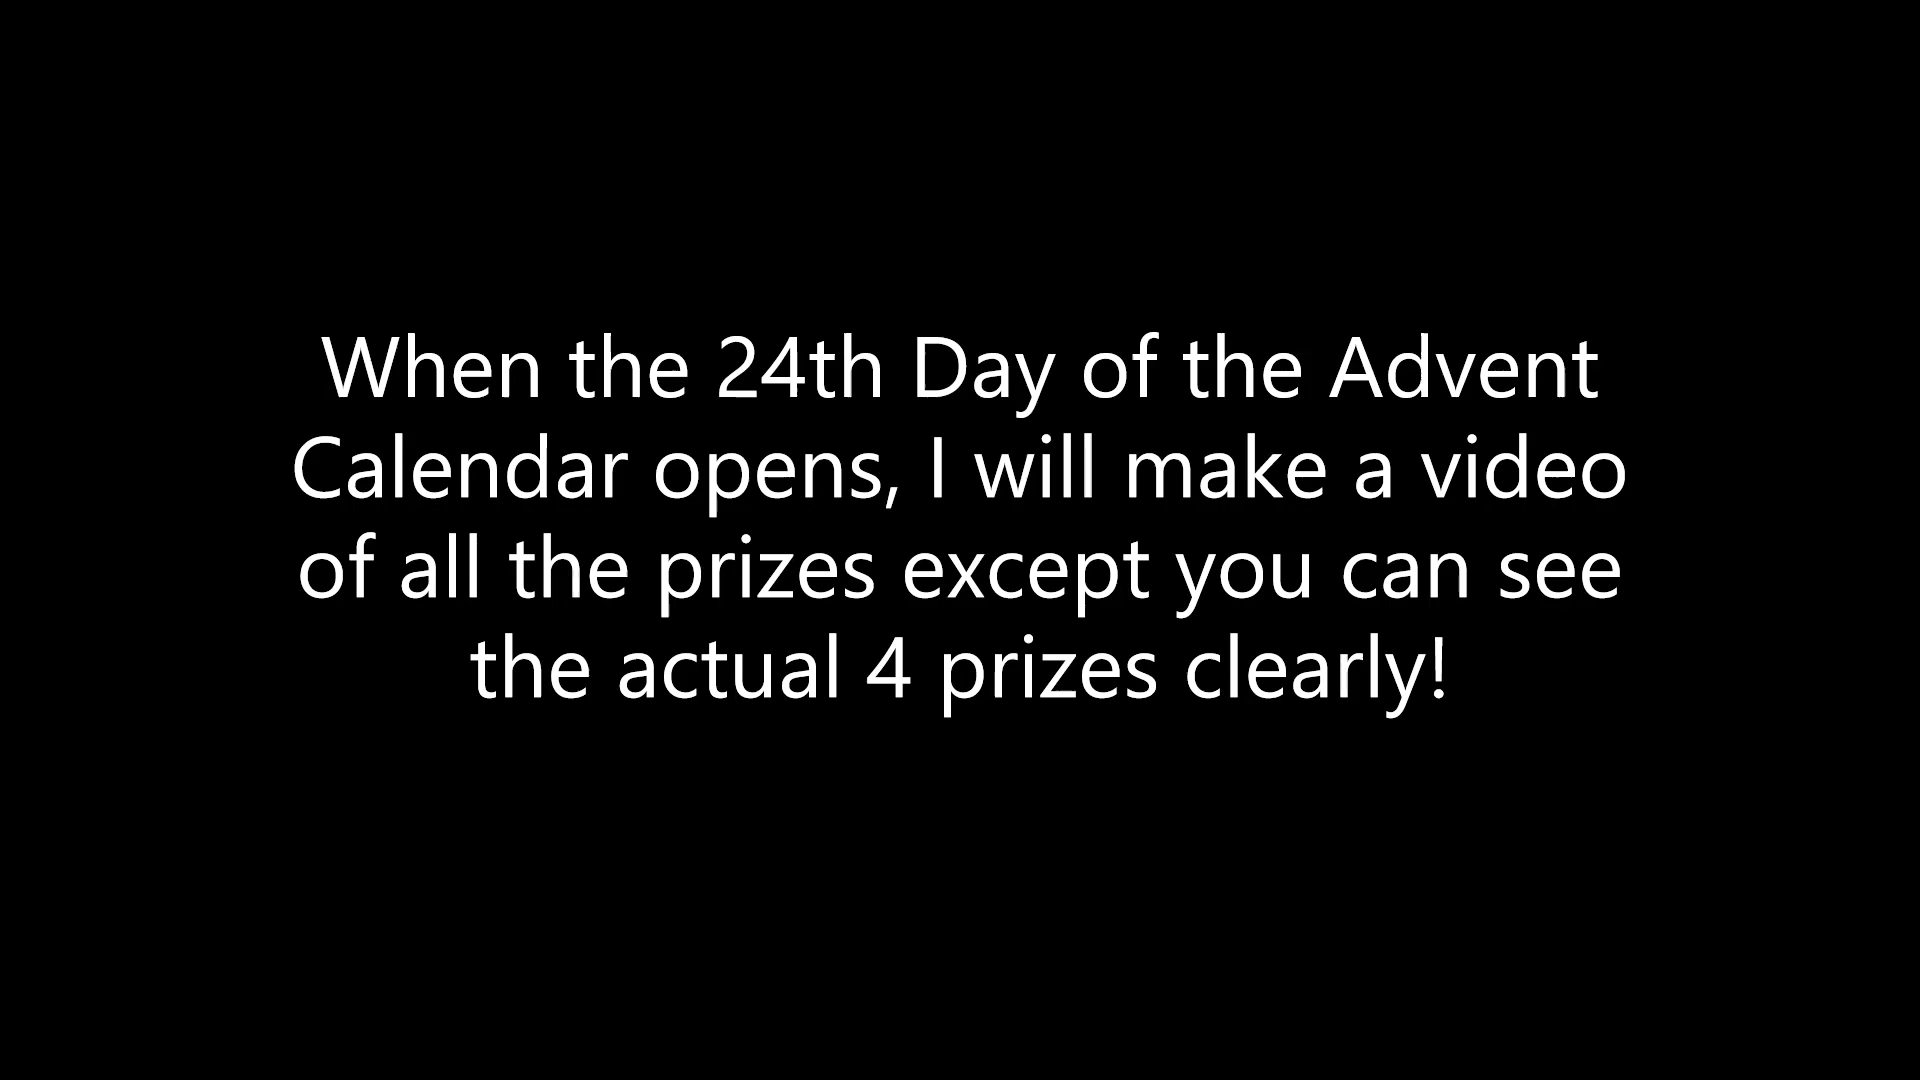 When the 24th Day of the Advent
Calendar opens, I will make a video
of all the prizes except you can see
the actual 4 prizes clearly!